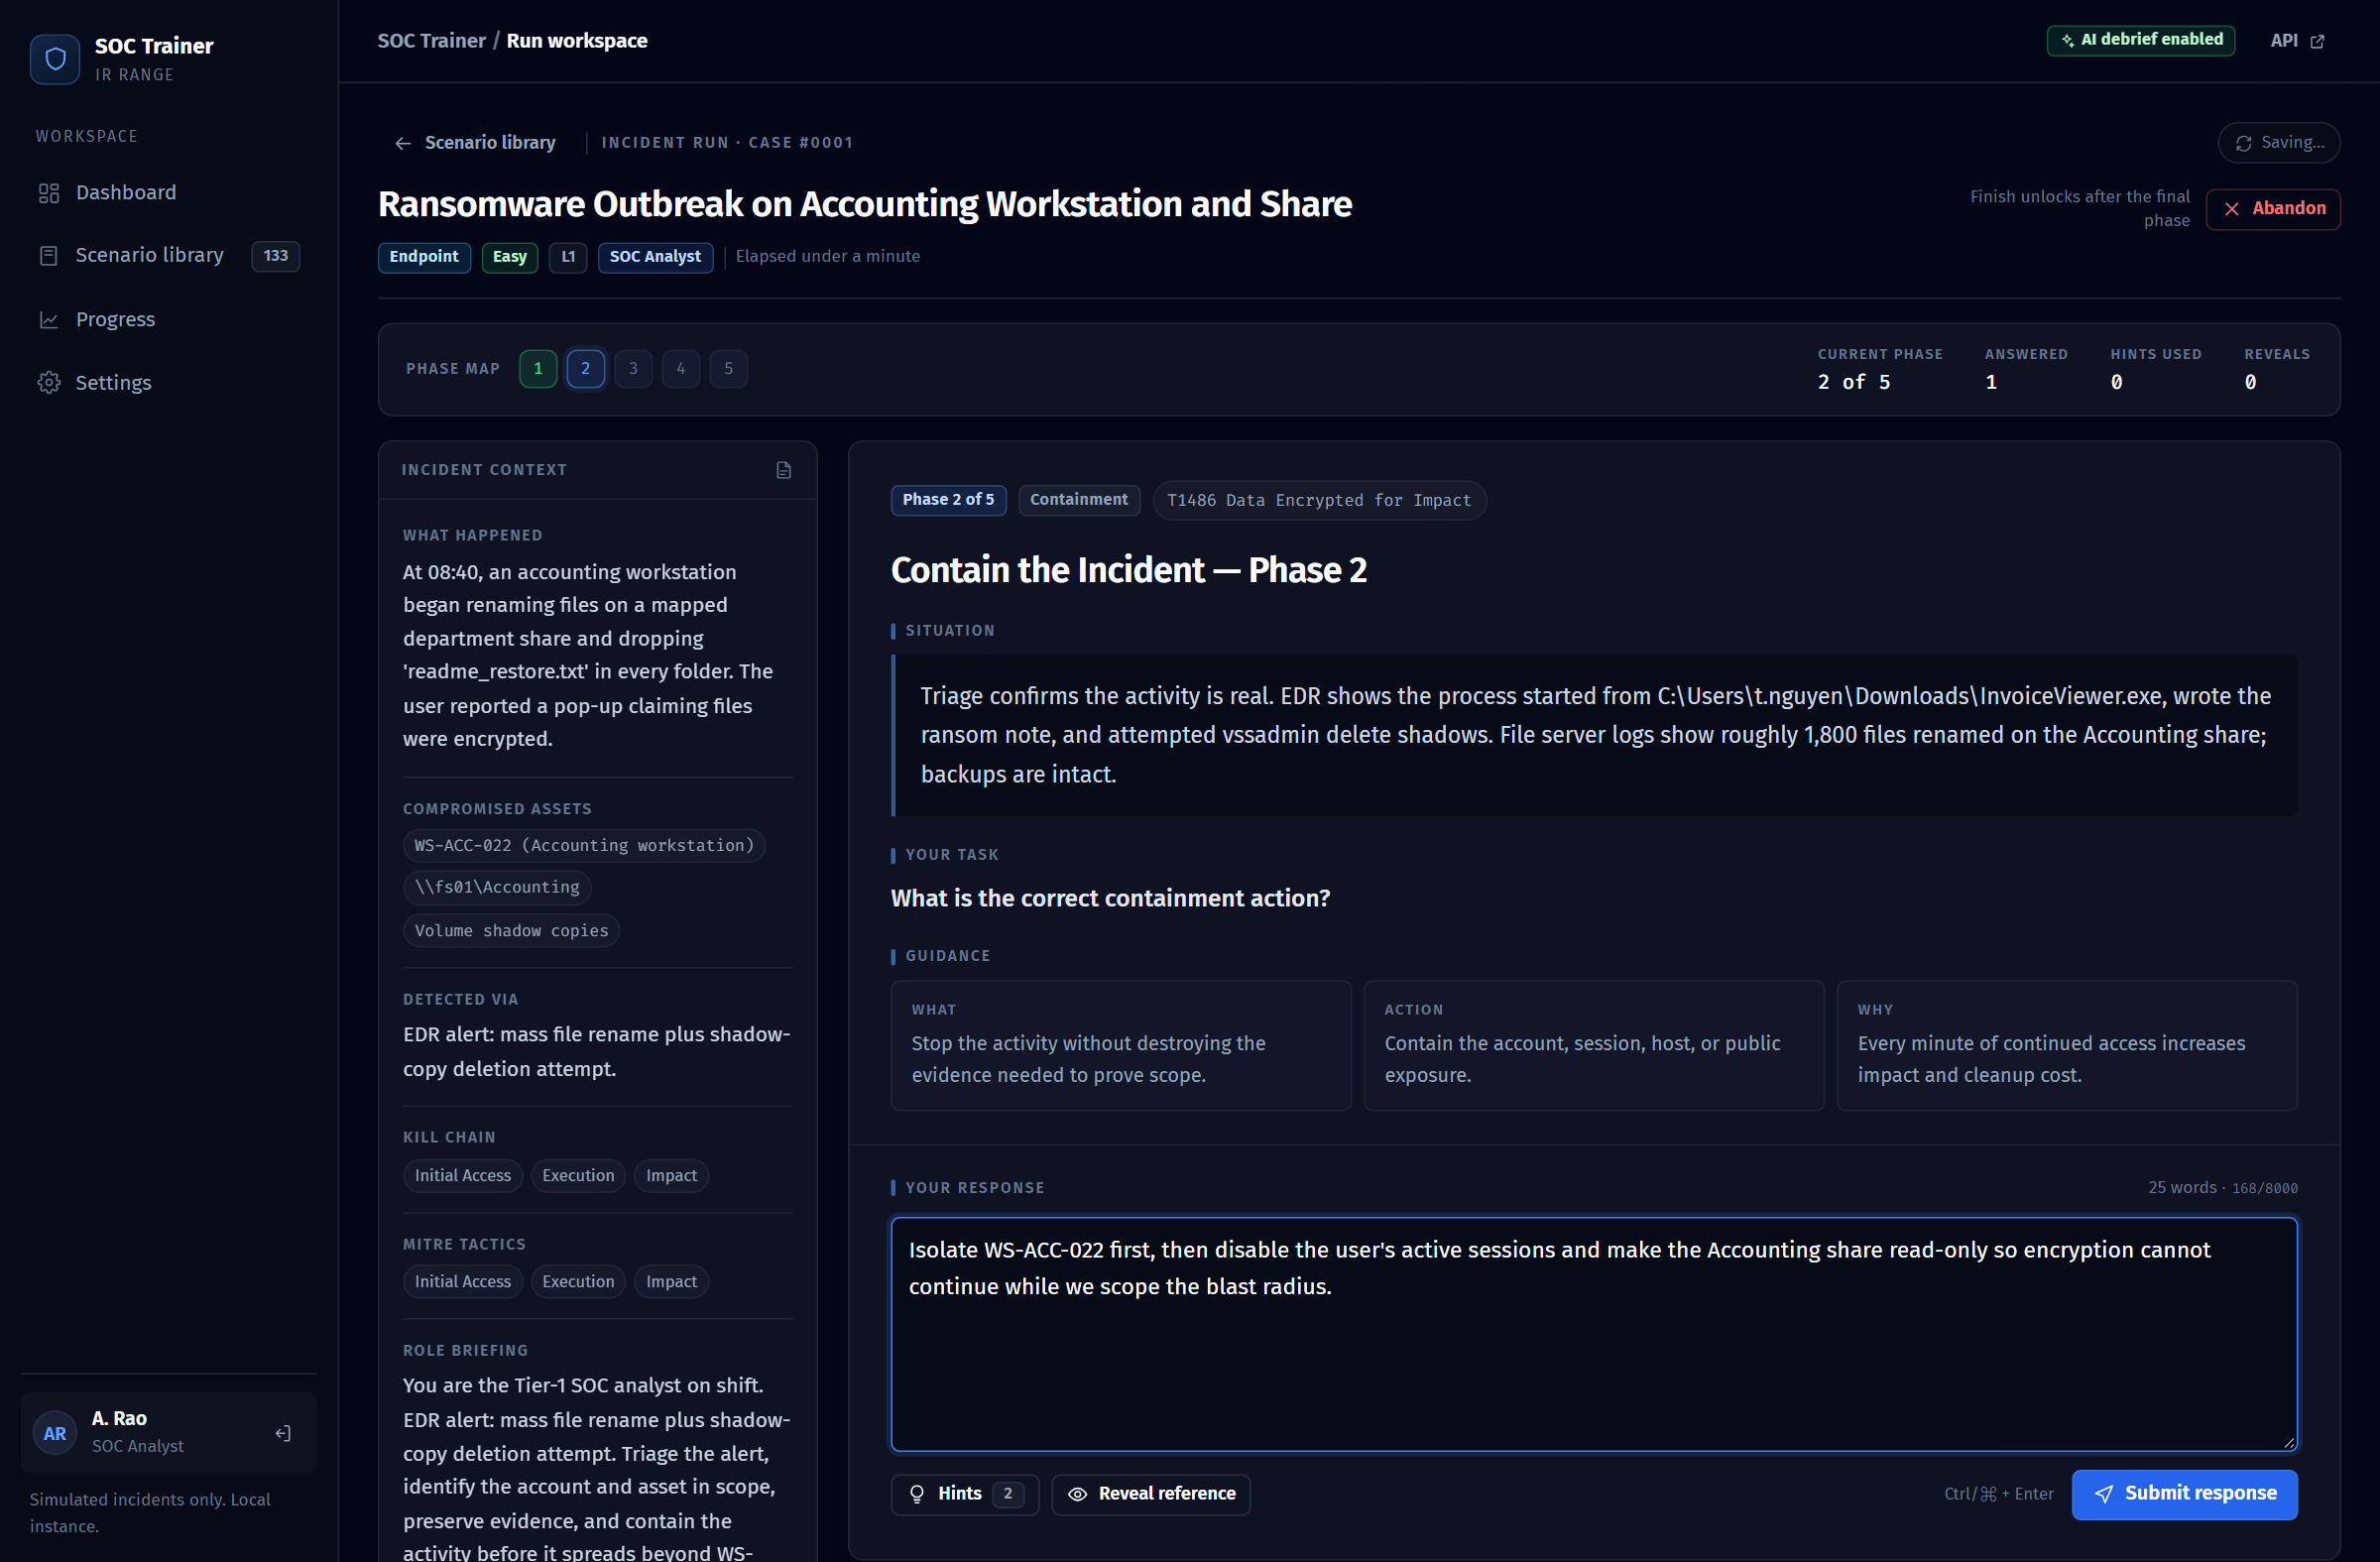 SOC Trainer
IR RANGE
WORKSPACE
Dashboard
Scenario library 133
Progress
Settings
AR
A. Rao
SOC Analyst
Simulated incidents only. Local
instance.
SOC Trainer / Run workspace
AI debrief enabled
API
Scenario library
INCIDENT RUN · CASE #0001
Saving...
Ransomware Outbreak on Accounting Workstation and Share
Finish unlocks after the final
phase
Abandon
Endpoint Easy L1 SOC Analyst Elapsed under a minute
PHASE MAP 1 2 3 4 5
CURRENT PHASE ANSWERED HINTS USED REVEALS
2 of 5 1 0 0
INCIDENT CONTEXT
WHAT HAPPENED
At 08:40, an accounting workstation
began renaming files on a mapped
department share and dropping
'readme_restore.txt' in every folder. The
user reported a pop-up claiming files
were encrypted.
COMPROMISED ASSETS
WS-ACC-022 (Accounting workstation)
\\fs01\Accounting
Volume shadow copies
DETECTED VIA
EDR alert: mass file rename plus shadow-
copy deletion attempt.
KILL CHAIN
Initial Access Execution Impact
MITRE TACTICS
Initial Access Execution Impact
ROLE BRIEFING
You are the Tier-1 SOC analyst on shift.
EDR alert: mass file rename plus shadow-
copy deletion attempt. Triage the alert,
identify the account and asset in scope,
preserve evidence, and contain the
activity before it spreads beyond WS-
Phase 2 of 5 Containment T1486 Data Encrypted for Impact
Contain the Incident — Phase 2
SITUATION
Triage confirms the activity is real. EDR shows the process started from C:\Users\t.nguyen\Downloads\InvoiceViewer.exe, wrote the
ransom note, and attempted vssadmin delete shadows. File server logs show roughly 1,800 files renamed on the Accounting share;
backups are intact.
YOUR TASK
What is the correct containment action?
GUIDANCE
WHAT
Stop the activity without destroying the
evidence needed to prove scope.
ACTION
Contain the account, session, host, or public
exposure.
WHY
Every minute of continued access increases
impact and cleanup cost.
YOUR RESPONSE
25 words · 168/8000
Isolate WS-ACC-022 first, then disable the user's active sessions and make the Accounting share read-only so encryption cannot
continue while we scope the blast radius.
Hints 2
Reveal reference
Ctrl/⌘ + Enter
Submit response